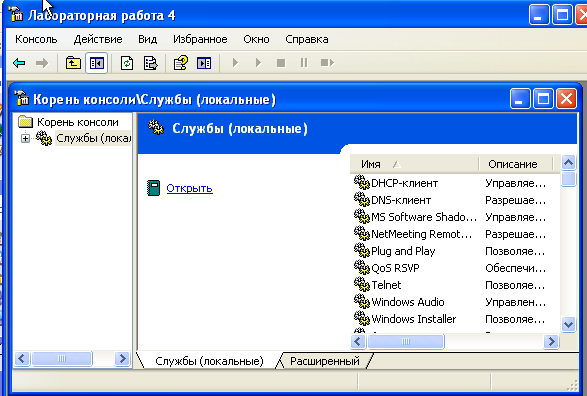 Лабораторная работа 4
Консоль Действие Вид Избранное Окно Справка
Корень консоли\Службы (локальные)
Корень консоли
Службы (лока
Службы (локальные)
Открыть
Имя Описание
DHCP-клиент Управляе...
DNS-клиент Разрешае...
MS Software Shado... Управляе...
NetMeeting Remot... Разрешае...
Plug and Play Позволяе...
QoS RSVP Обеспечи...
Telnet Позволяе...
Windows Audio Управлен...
Windows Installer Позволяе...
Службы (локальные) Расширенный